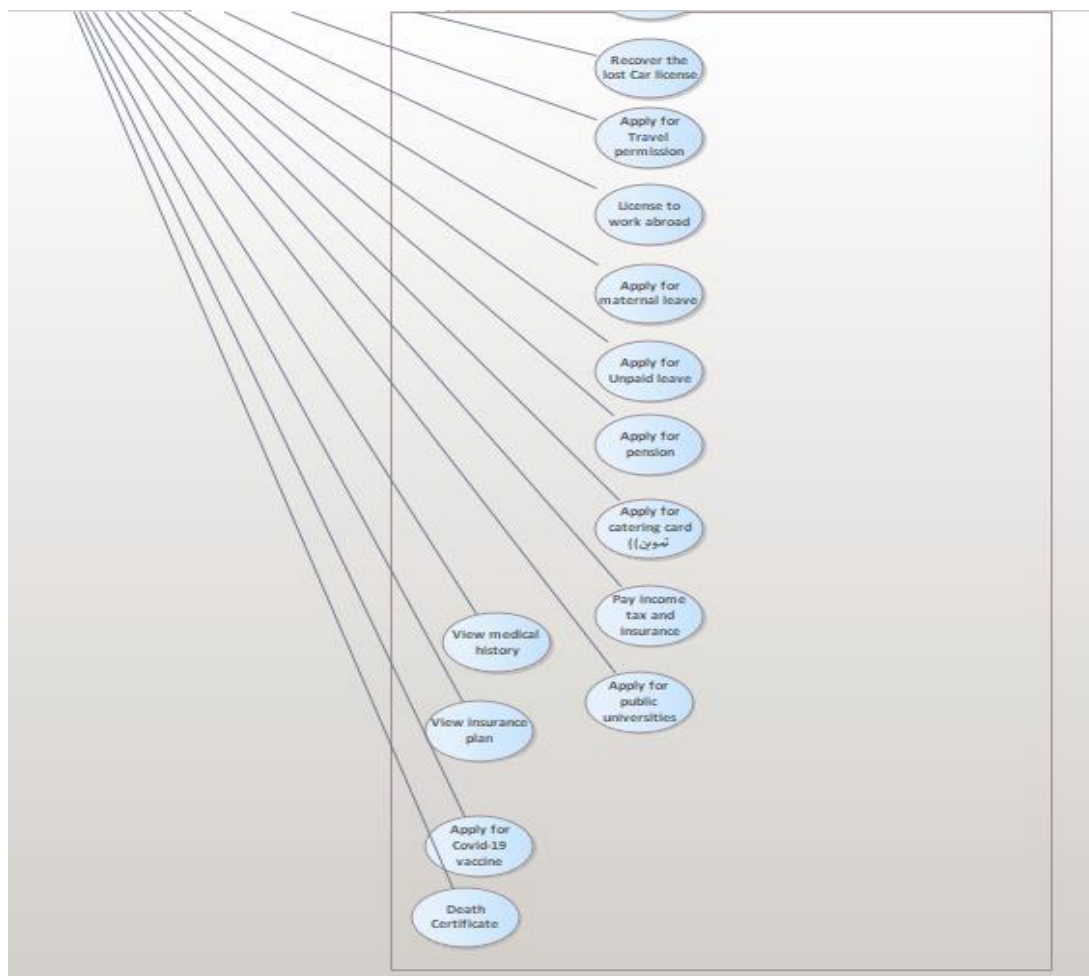 Recover the
lost Car license
Apply for
Travel
permission
License to
work abroad
Apply for
maternal leave
Apply for
Unpaid leave
Apply for
pension
Apply for
catering card
((تموين
Pay income
tax and
insurance
View medical
history
Apply for
public
universities
View insurance
plan
Apply for
Covid-19
vaccine
Death
Certificate